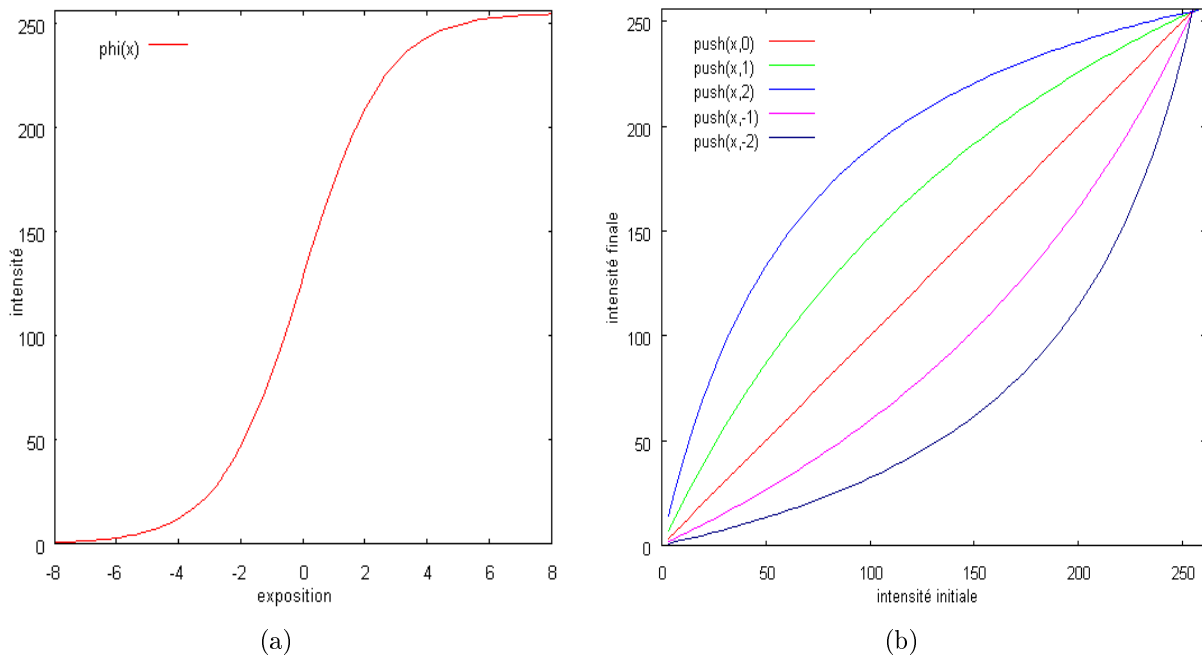 250
200
150
100
50
0
intensité
phi(x)
-8 -6 -4 -2 0 2 4 6 8
exposition
(a)
250
200
150
100
50
0
intensité finale
push(x,0)
push(x,1)
push(x,2)
push(x,-1)
push(x,-2)
0 50 100 150 200 250
intensité initiale
(b)